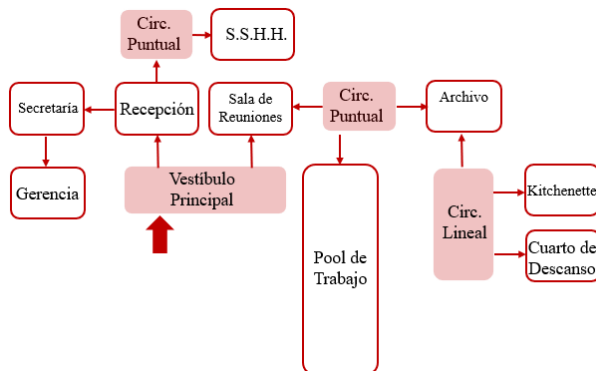 Circ.
Puntual
S.S.H.H.
Secretaría
Recepción
Sala de
Reuniones
Circ.
Puntual
Archivo
Gerencia
Vestíbulo
Principal
Circ.
Lineal
Kitchenette
Pool de
Trabajo
Cuarto de
Descanso